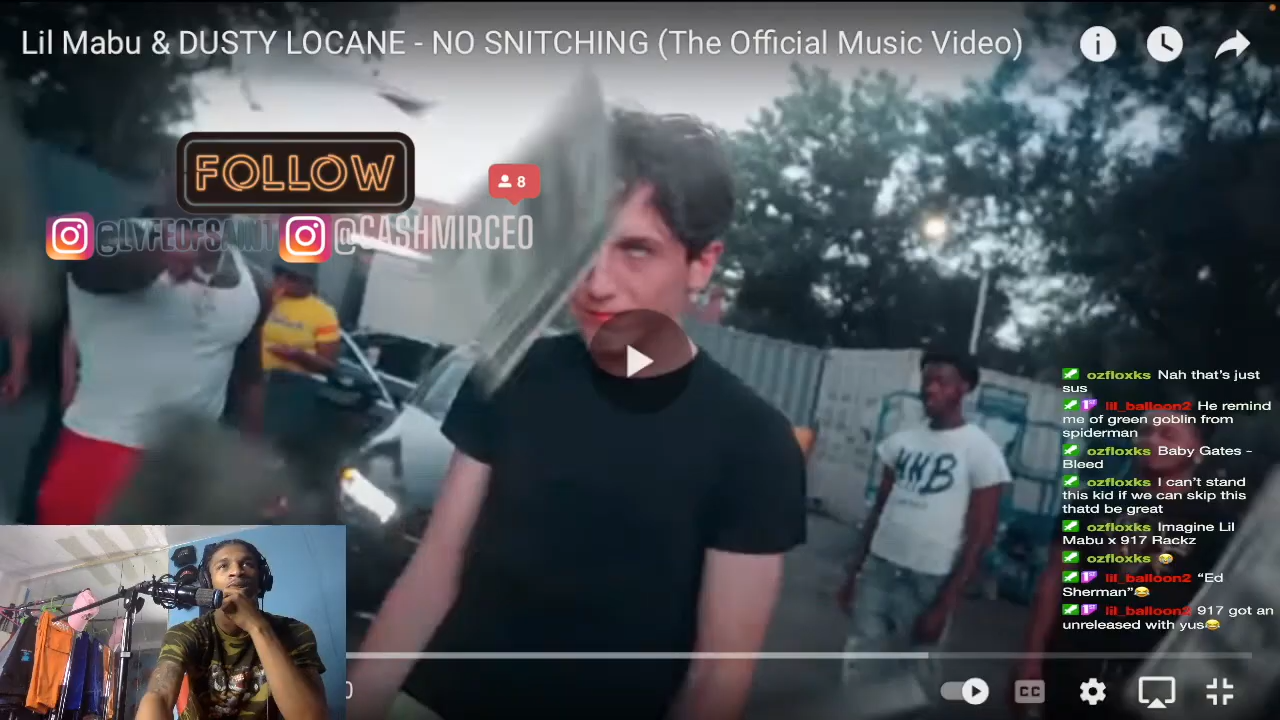 Lil Mabu & DUSTY LOCANE - NO SNITCHING (The Official Music Video)
FOLLOW
8
@LYFEOFSAINT @CASHMIRCEO
MMB
ozfloxks Nah that's just
sus
lil_balloon2 He remind
me of green goblin from
spiderman
ozfloxks Baby Gates -
Bleed
ozfloxks I can't stand
this kid if we can skip this
thatd be great
ozfloxks Imagine Lil
Mabu x 917 Rackz
ozfloxks 😂
lil_balloon2 “Ed
Sherman”😂
lil_balloon2 917 got an
unreleased with yus😂
CC